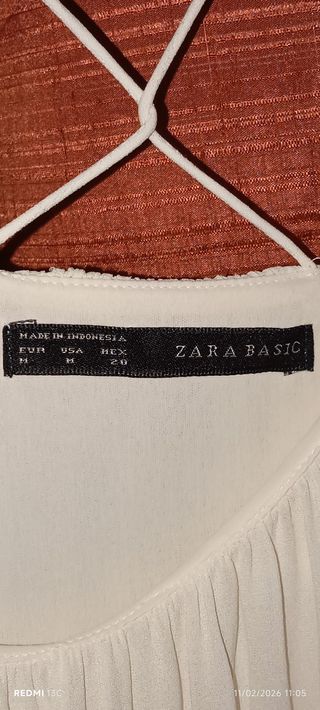 MADE IN INDONESIA
EUR USA MEX
M M 28
ZARA BASIC
REDMI 13C
11/02/2026 11:05